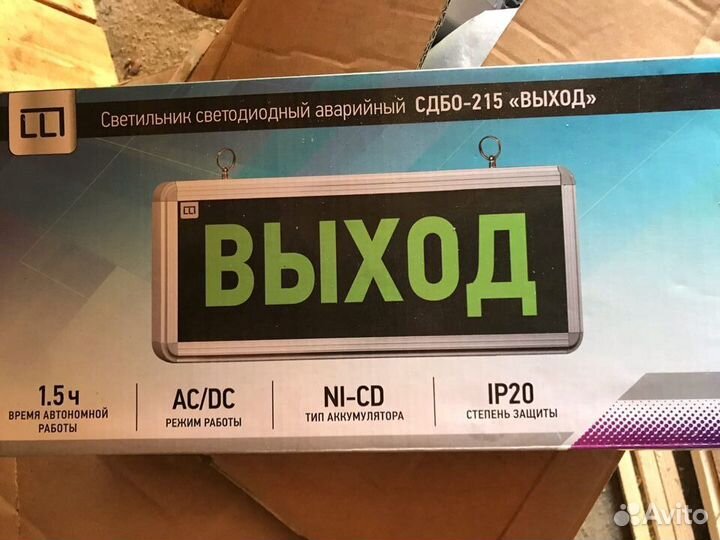 LLT
Светильник светодиодный аварийный СДБО-215 «ВЫХОД»
ВЫХОД
1.5 ч
ВРЕМЯ АВТОНОМНОЙ
РАБОТЫ
AC/DC
РЕЖИМ РАБОТЫ
NI-CD
ТИП АККУМУЛЯТОРА
IP20
СТЕПЕНЬ ЗАЩИТЫ
Avito